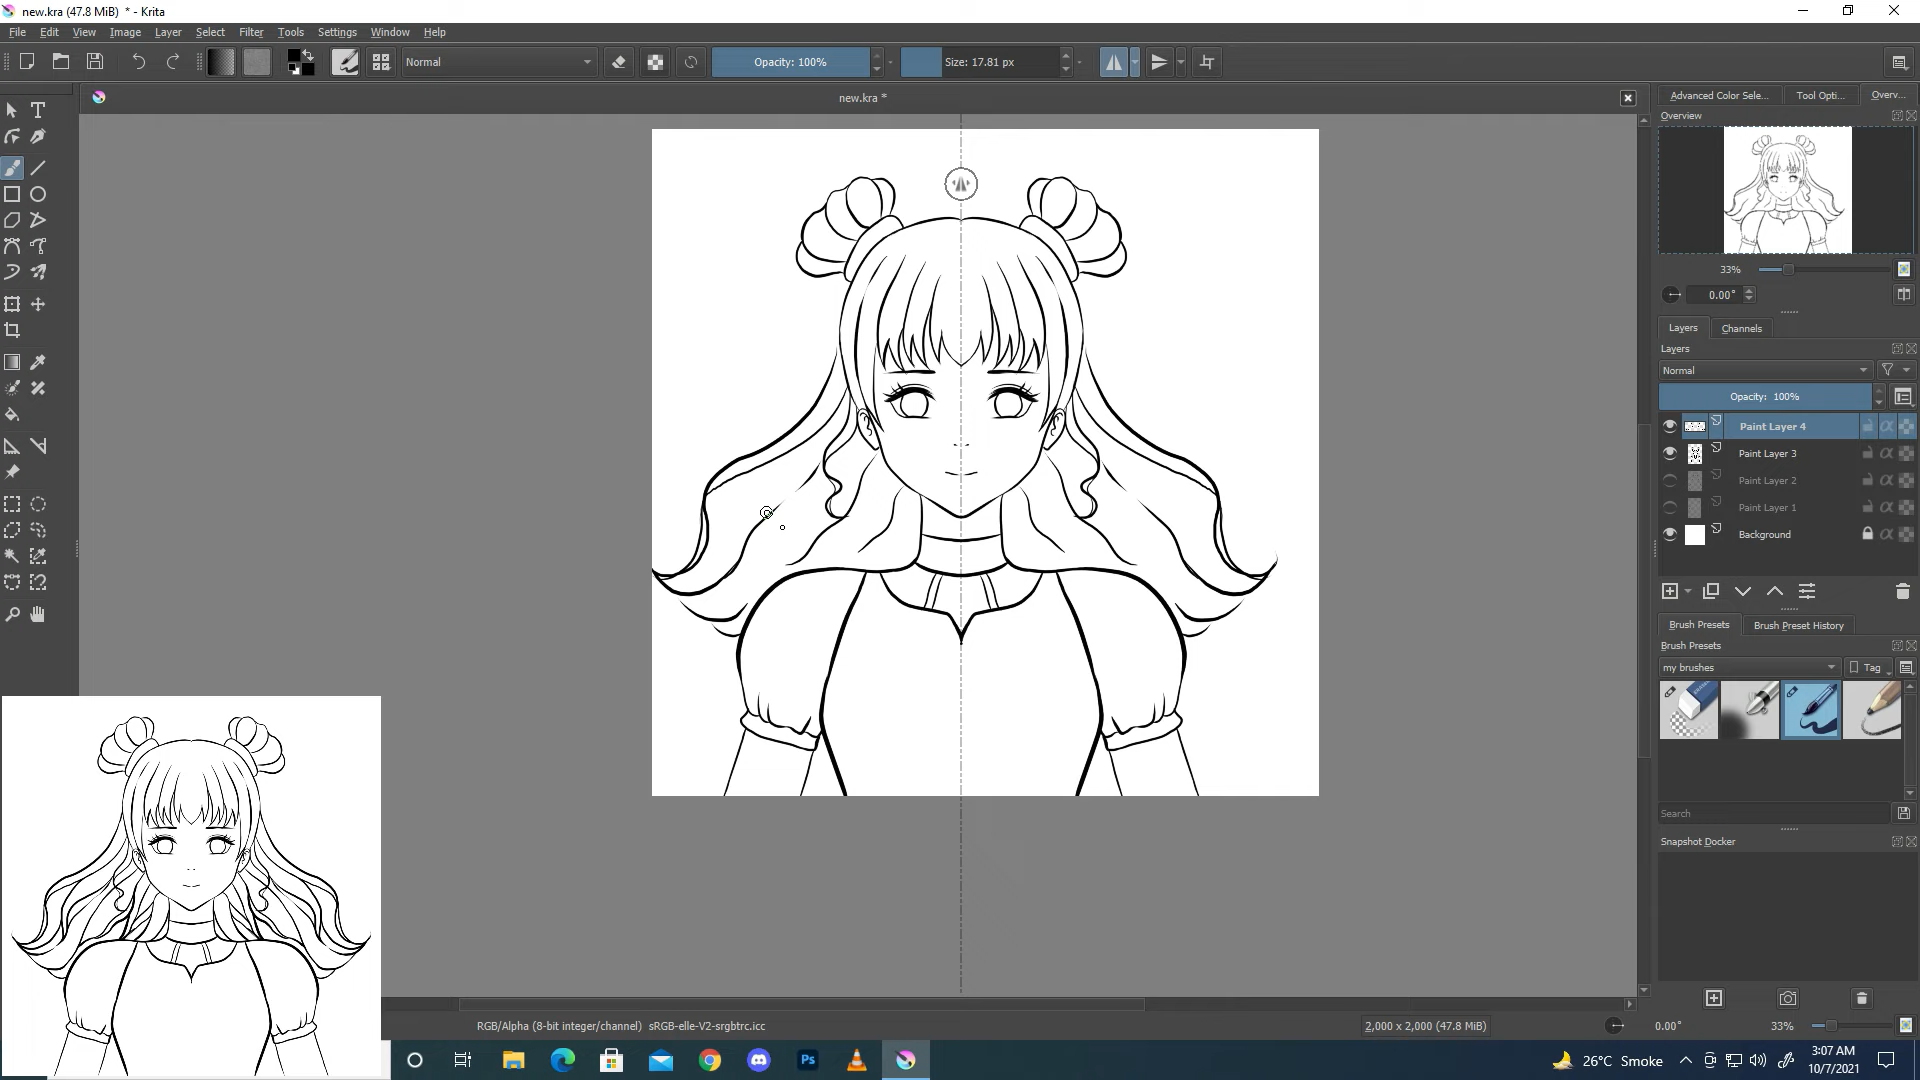 new.kra (47.8 MiB) * - Krita
File Edit View Image Layer Select Filter Tools Settings Window Help
Normal
Opacity: 100%
Size: 17.81 px
new.kra *
Advanced Color Sele...
Tool Opti...
Overv...
Overview
33%
0.00°
Layers
Channels
Layers
Normal
Opacity: 100%
Paint Layer 4
Paint Layer 3
Paint Layer 2
Paint Layer 1
Background
Brush Presets
Brush Preset History
Brush Presets
my brushes
Tag
Search
Snapshot Docker
RGB/Alpha (8-bit integer/channel) sRGB-elle-V2-srgbtrc.icc
2,000 x 2,000 (47.8 MiB)
0.00°
33%
Ps
26°C Smoke
3:07 AM
10/7/2021